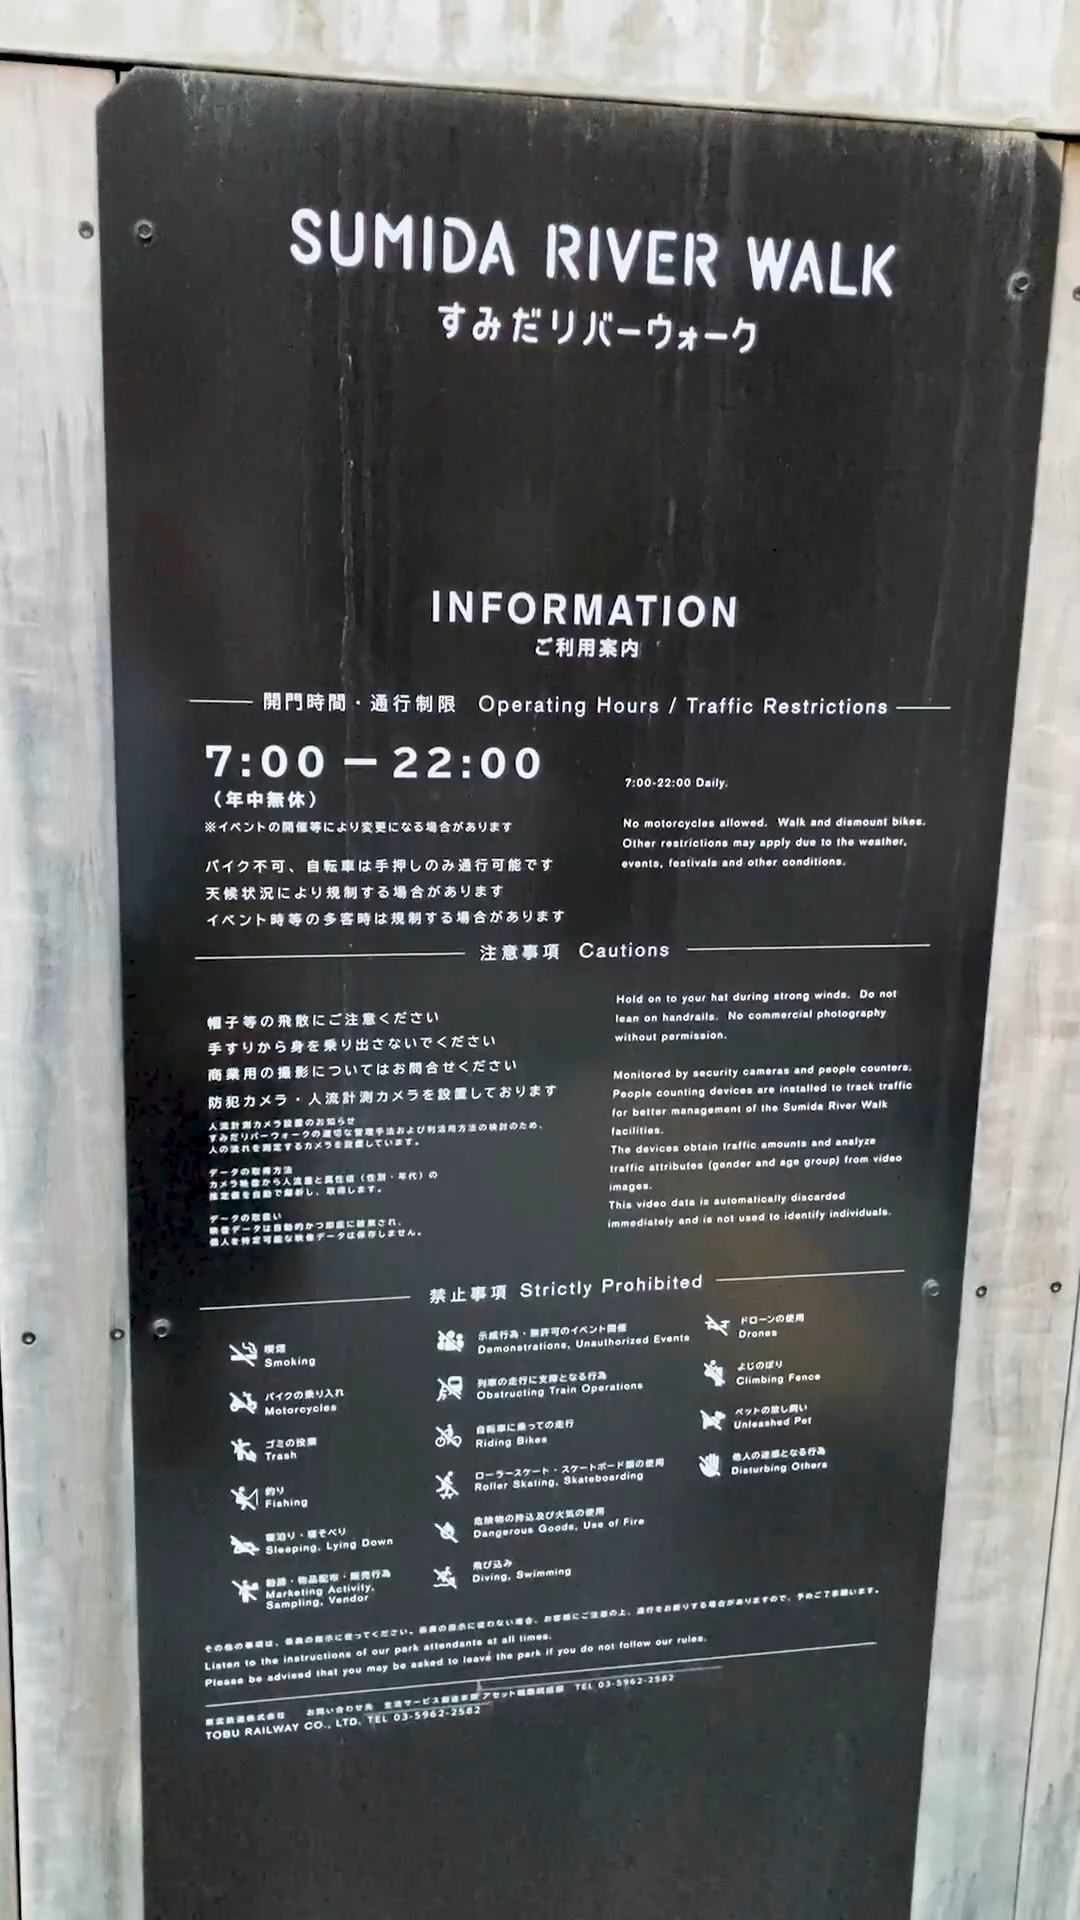 SUMIDA RIVER WALK
すみだリバーウォーク
INFORMATION
ご利用案内
開門時間・通行制限 Operating Hours / Traffic Restrictions
7:00 — 22:00
（年中無休）
※イベントの開催等により変更になる場合があります
バイク不可、自転車は手押しのみ通行可能です
天候状況により規制する場合があります
イベント時等の多客時は規制する場合があります
7:00-22:00 Daily.
No motorcycles allowed. Walk and dismount bikes.
Other restrictions may apply due to the weather,
events, festivals and other conditions.
注意事項 Cautions
帽子等の飛散にご注意ください
手すりから身を乗り出さないでください
商業用の撮影についてはお問合せください
防犯カメラ・人流計測カメラを設置しております
人流計測カメラ設置のお知らせ
すみだリバーウォークの適切な管理手法および利活用方法の検討のため、
人の流れを測定するカメラを設置しています。
データの取得方法
カメラ映像から人流量と属性値（性別・年代）の
推定値を自動で解析し、取得します。
データの取扱い
映像データは自動的かつ即座に破棄され、
個人を特定可能な映像データは保存しません。
Hold on to your hat during strong winds. Do not
lean on handrails. No commercial photography
without permission.
Monitored by security cameras and people counters.
People counting devices are installed to track traffic
for better management of the Sumida River Walk
facilities.
The devices obtain traffic amounts and analyze
traffic attributes (gender and age group) from video
images.
This video data is automatically discarded
immediately and is not used to identify individuals.
禁止事項 Strictly Prohibited
喫煙
Smoking
バイクの乗り入れ
Motorcycles
ゴミの投棄
Trash
釣り
Fishing
寝泊り・寝そべり
Sleeping, Lying Down
勧誘・物品配布・販売行為
Marketing Activity,
Sampling, Vendor
示威行為・無許可のイベント開催
Demonstrations, Unauthorized Events
列車の走行に支障となる行為
Obstructing Train Operations
自転車に乗っての走行
Riding Bikes
ローラースケート・スケートボード類の使用
Roller Skating, Skateboarding
危険物の持込及び火気の使用
Dangerous Goods, Use of Fire
飛び込み
Diving, Swimming
ドローンの使用
Drones
よじのぼり
Climbing Fence
ペットの放し飼い
Unleashed Pet
他人の迷惑となる行為
Disturbing Others
その他の事項は、係員の指示に従ってください。係員の指示に従わない場合、お客様にご注意の上、通行をお断りする場合がありますので、予めご了承願います。
Listen to the instructions of our park attendants at all times.
Please be advised that you may be asked to leave the park if you do not follow our rules.
東武鉄道株式会社 お問い合わせ先 生活サービス創造本部 アセット TEL 03-5962-2582
TOBU RAILWAY CO., LTD. TEL 03-5962-2582